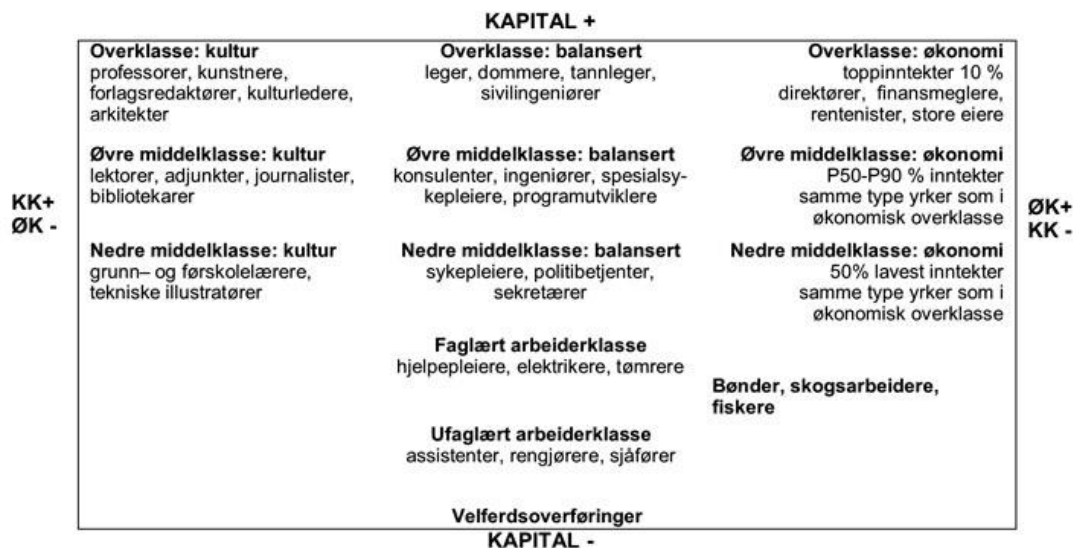 KAPITAL +
Overklasse: kultur
professorer, kunstnere,
forlagsredaktører, kulturledere,
arkitekter
Overklasse: balansert
leger, dommere, tannleger,
sivilingeniører
Overklasse: økonomi
toppinntekter 10 %
direktører, finansmeglere,
rentenister, store eiere
Øvre middelklasse: kultur
lektorer, adjunkter, journalister,
bibliotekarer
Øvre middelklasse: balansert
konsulenter, ingeniører, spesialsy-
kepleiere, programutviklere
Øvre middelklasse: økonomi
P50-P90 % inntekter
samme type yrker som i
økonomisk overklasse
KK+
ØK -
ØK+
KK -
Nedre middelklasse: kultur
grunn– og førskolelærere,
tekniske illustratører
Nedre middelklasse: balansert
sykepleiere, politibetjenter,
sekretærer
Nedre middelklasse: økonomi
50% lavest inntekter
samme type yrker som i
økonomisk overklasse
Faglært arbeiderklasse
hjelpepleiere, elektrikere, tømrere
Bønder, skogsarbeidere,
fiskere
Ufaglært arbeiderklasse
assistenter, rengjørere, sjåfører
Velferdsoverføringer
KAPITAL -